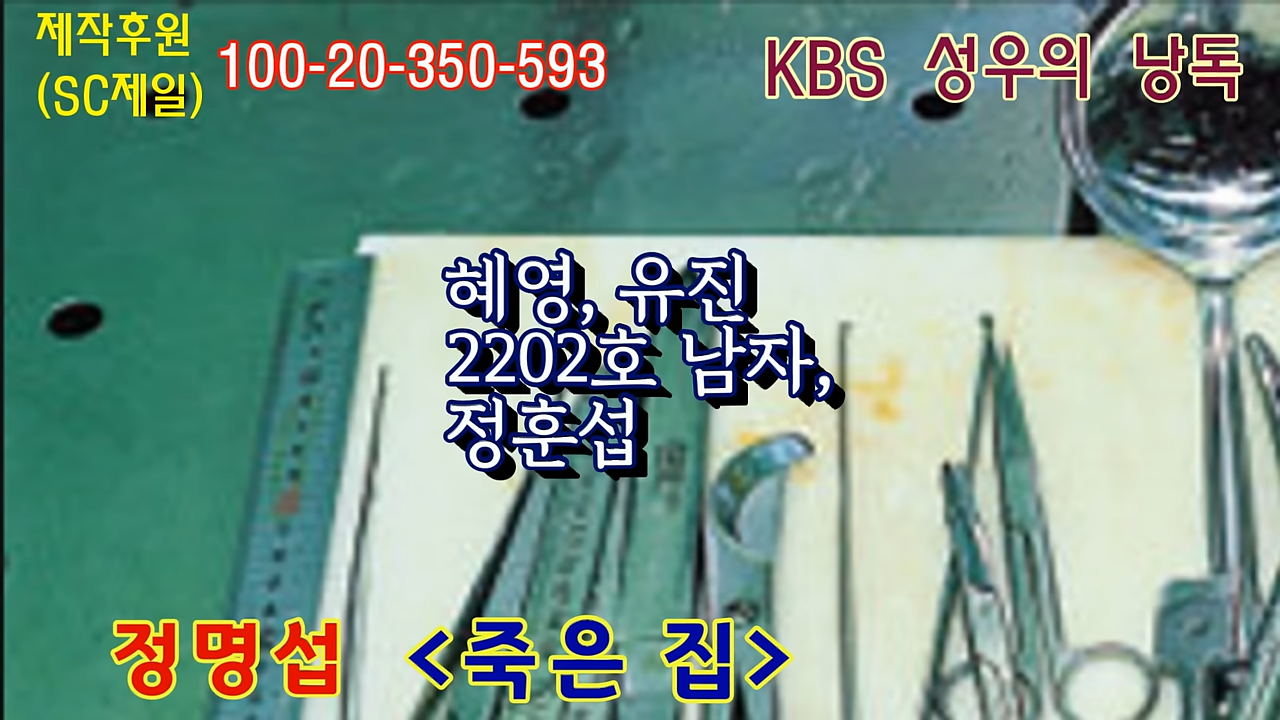 제작후원
(SC제일)
100-20-350-593
KBS 성우의 낭독
혜영, 유진
2202호 남자,
정훈섭
정명섭 <죽은 집>